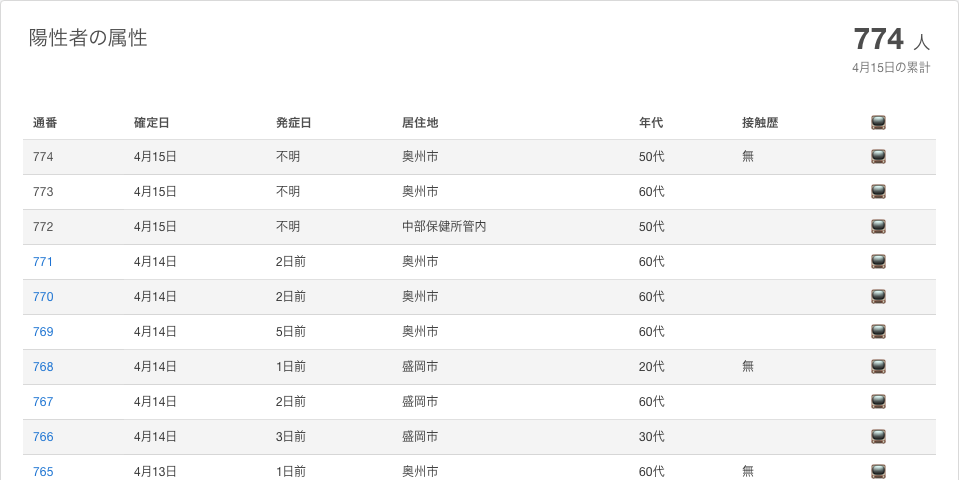 陽性者の属性
774 人
4月15日の累計
通番 確定日 発症日 居住地 年代 接触歴
774 4月15日 不明 奥州市 50代 無
773 4月15日 不明 奥州市 60代
772 4月15日 不明 中部保健所管内 50代
771 4月14日 2日前 奥州市 60代
770 4月14日 2日前 奥州市 60代
769 4月14日 5日前 奥州市 60代
768 4月14日 1日前 盛岡市 20代 無
767 4月14日 2日前 盛岡市 60代
766 4月14日 3日前 盛岡市 30代
765 4月13日 1日前 奥州市 60代 無